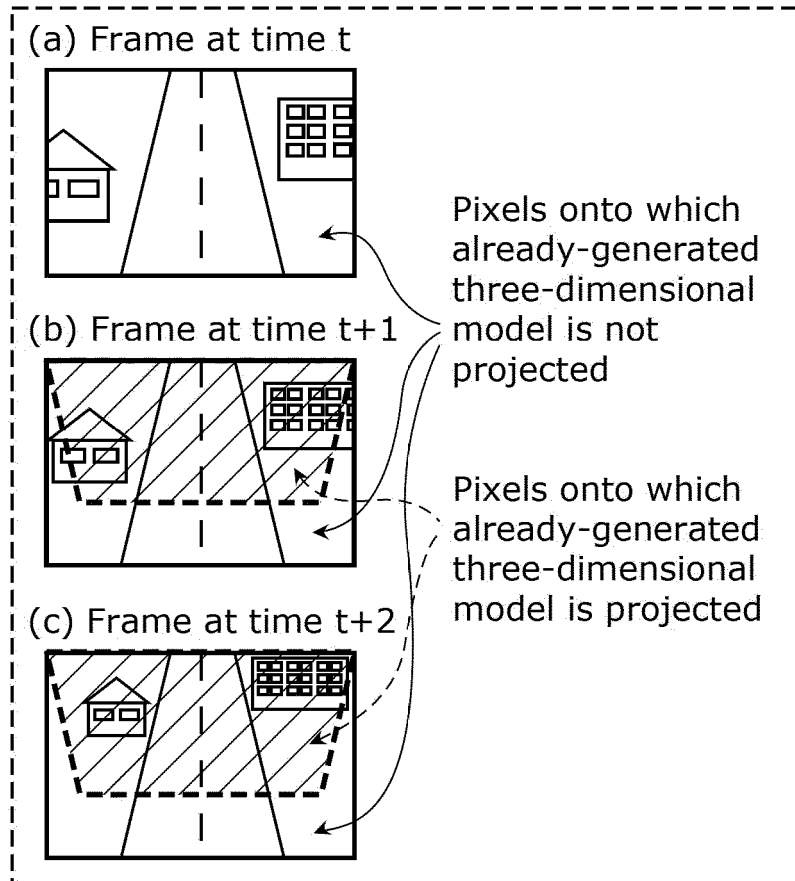 (a) Frame at time t
Pixels onto which
already-generated
three-dimensional
model is not
projected
(b) Frame at time t+1
Pixels onto which
already-generated
three-dimensional
model is projected
(c) Frame at time t+2